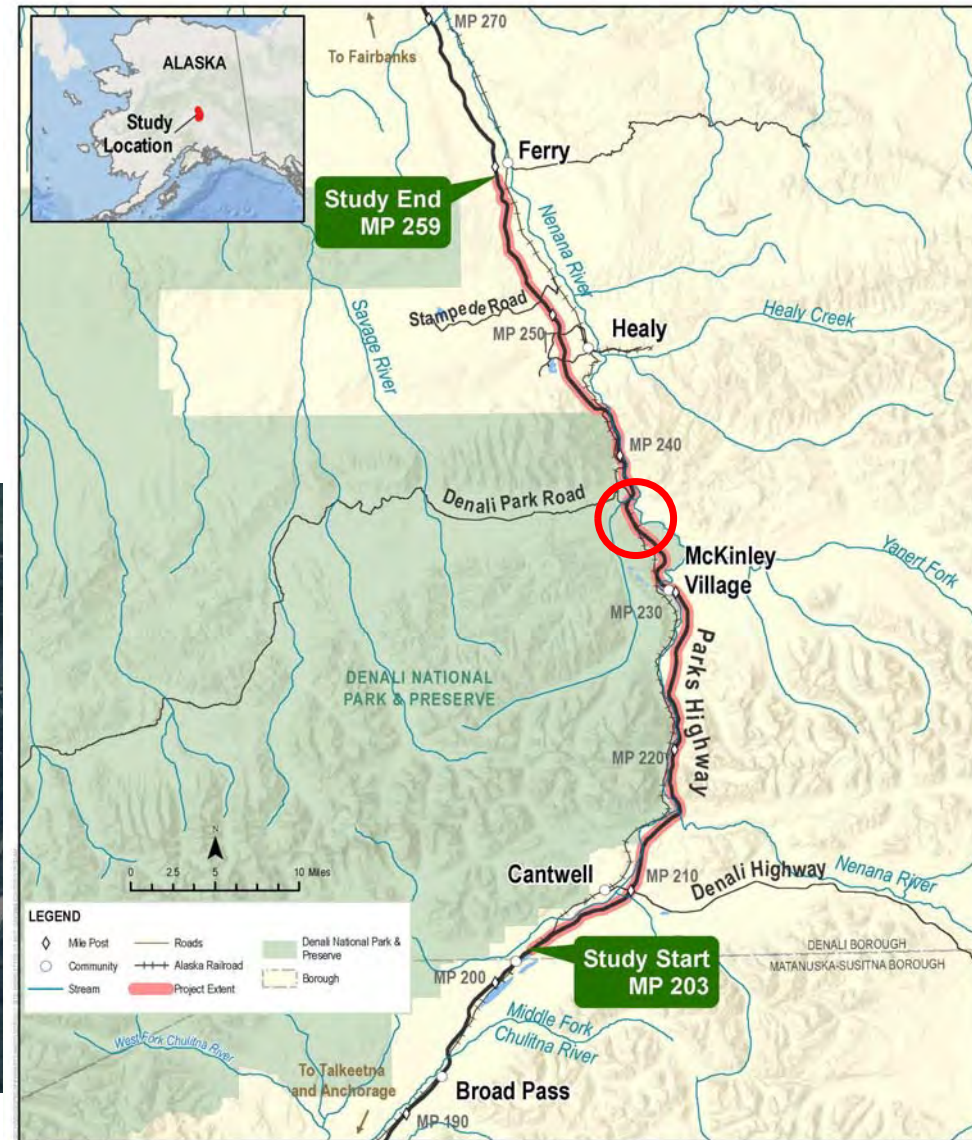 MP 270
To Fairbanks
ALASKA
Study
Location
Ferry
Study End
MP 259
Nenana River
Stampede Road
MP 250
Healy
Healy Creek
Savage River
MP 240
Denali Park Road
McKinley
Village
Yanert Fork
MP 230
Parks Highway
DENALI NATIONAL
PARK & PRESERVE
MP 220
N
0 2.5 5 10 Miles
Cantwell
MP 210
Denali Highway
Nenana River
LEGEND
Mile Post
Roads
Denali National Park &
Preserve
Community
Alaska Railroad
Borough
Stream
Project Extent
DENALI BOROUGH
MATANUSKA-SUSITNA BOROUGH
MP 200
Study Start
MP 203
Middle Fork
Chulitna River
West Fork Chulitna River
To Talkeetna
and Anchorage
Broad Pass
MP 190